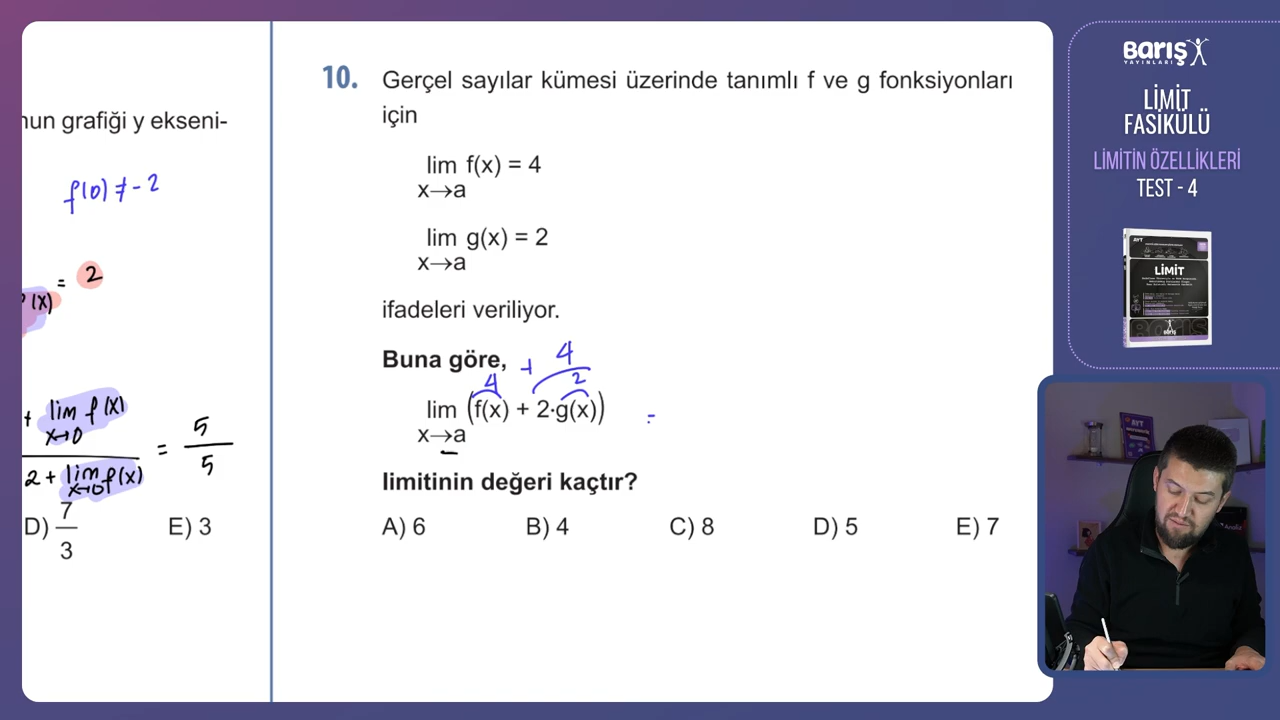 nun grafiği y ekseni-
f(0) ≠ -2
(x) = 2
+ lim f(x)
x→0
2 + lim f(x)
x→0
= 5
5
D) 7
3
E) 3
10. Gerçel sayılar kümesi üzerinde tanımlı f ve g fonksiyonları
için
lim f(x) = 4
x→a
lim g(x) = 2
x→a
ifadeleri veriliyor.
Buna göre,
4 + 4
2
lim (f(x) + 2·g(x)) =
x→a
limitinin değeri kaçtır?
A) 6 B) 4 C) 8 D) 5 E) 7
BARIŞ
YAYINLARI
LİMİT
FASİKÜLÜ
LİMİTİN ÖZELLİKLERİ
TEST - 4
AYT
LİMİT